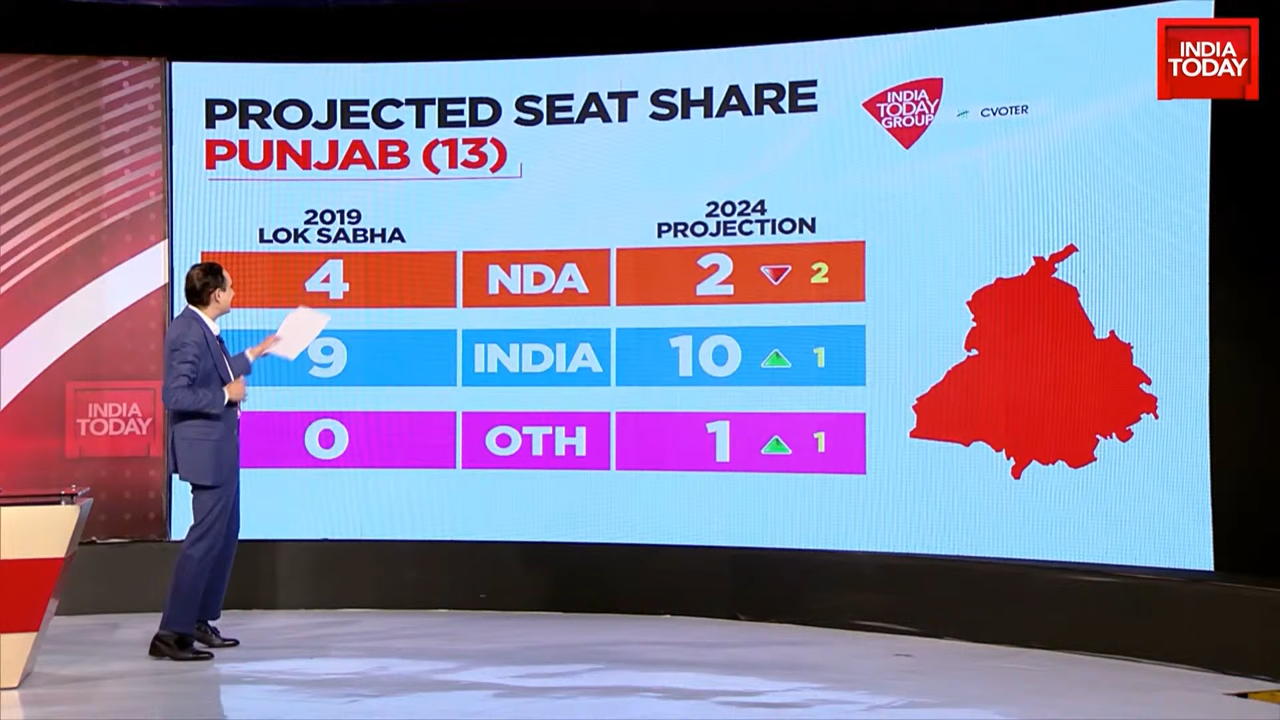 INDIA
TODAY
PROJECTED SEAT SHARE
PUNJAB (13)
INDIA
TODAY
GROUP
CVOTER
2019
LOK SABHA
2024
PROJECTION
4 NDA 2 2
9 INDIA 10 1
0 OTH 1 1
INDIA
TODAY